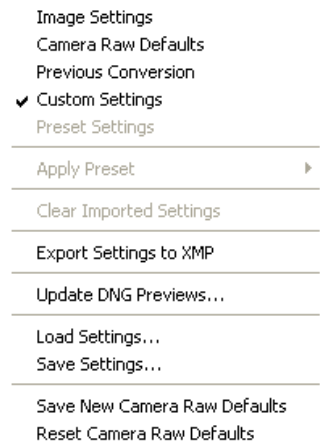 Image Settings
Camera Raw Defaults
Previous Conversion
Custom Settings
Preset Settings
Apply Preset
Clear Imported Settings
Export Settings to XMP
Update DNG Previews...
Load Settings...
Save Settings...
Save New Camera Raw Defaults
Reset Camera Raw Defaults